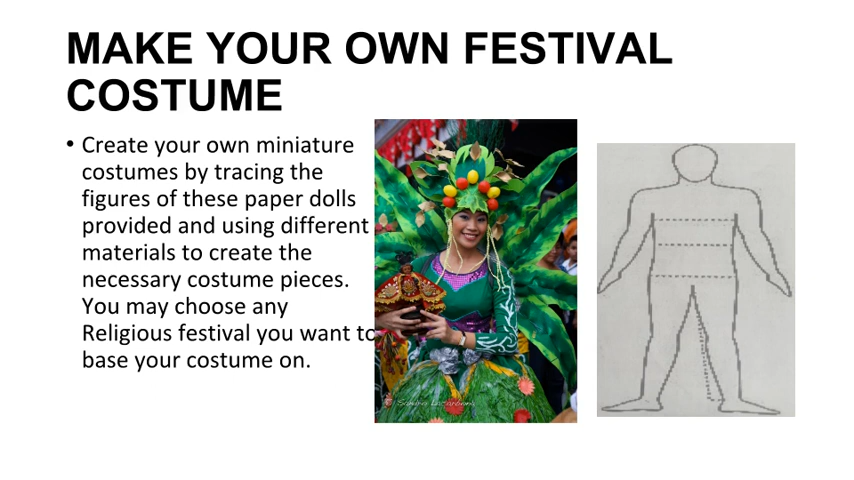 MAKE YOUR OWN FESTIVAL
COSTUME
• Create your own miniature
costumes by tracing the
figures of these paper dolls
provided and using different
materials to create the
necessary costume pieces.
You may choose any
Religious festival you want to
base your costume on.